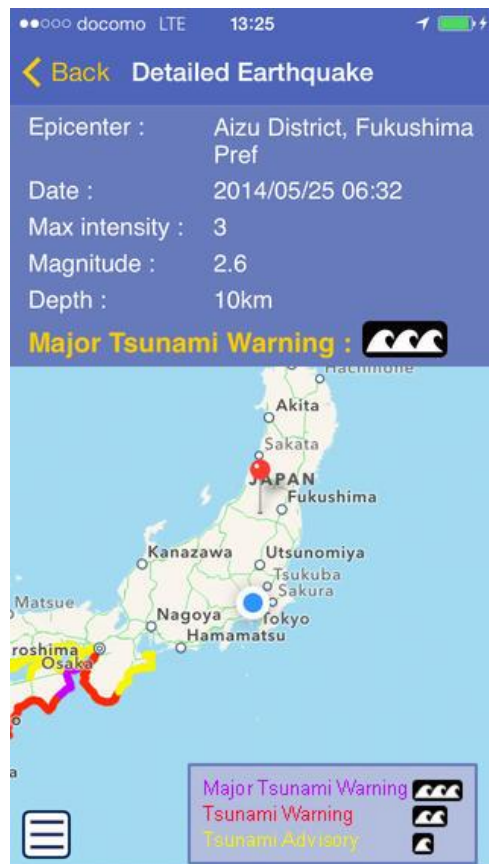 docomo LTE 13:25
Back Detailed Earthquake
Epicenter : Aizu District, Fukushima
Pref
Date : 2014/05/25 06:32
Max intensity : 3
Magnitude : 2.6
Depth : 10km
Major Tsunami Warning :
Hachinohe
Akita
Sakata
JAPAN
Fukushima
Kanazawa Utsunomiya
Tsukuba
Sakura
Matsue
Nagoya Tokyo
Hamamatsu
roshima
Osaka
a
Major Tsunami Warning
Tsunami Warning
Tsunami Advisory